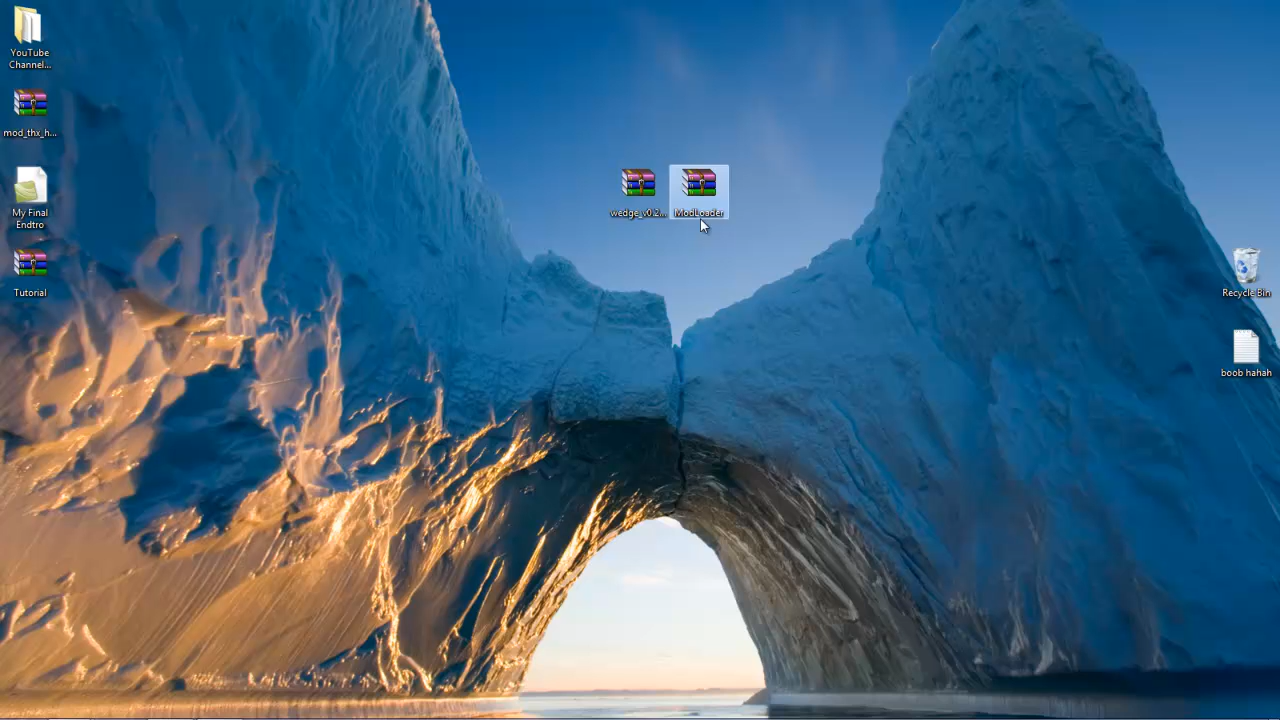 YouTube
Channel...
mod_thx_h...
My Final
Endtro
Tutorial
wedge_v0.2...
ModLoader
Recycle Bin
boob hahah